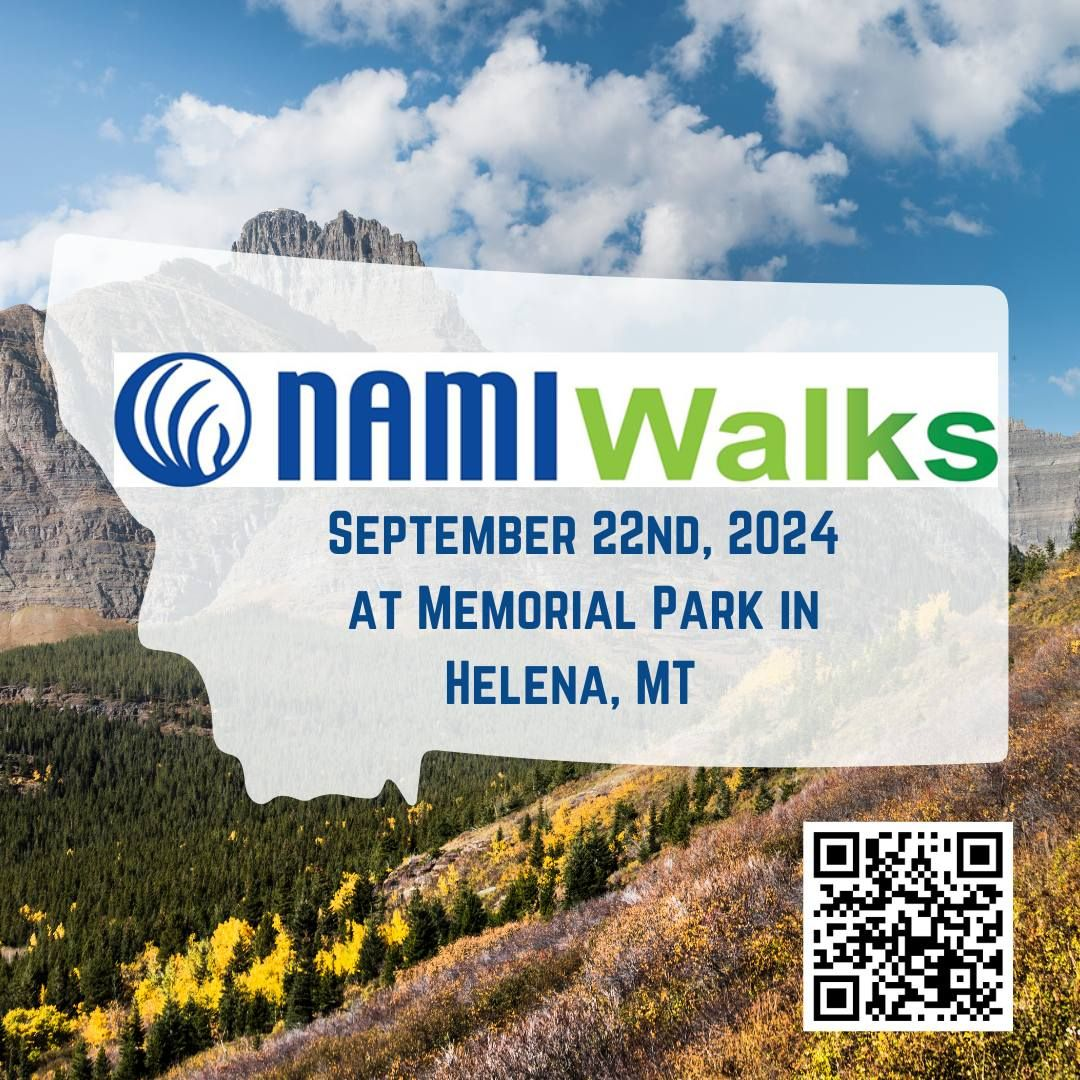 NAMI Walks
September 22nd, 2024
at Memorial Park in
Helena, MT